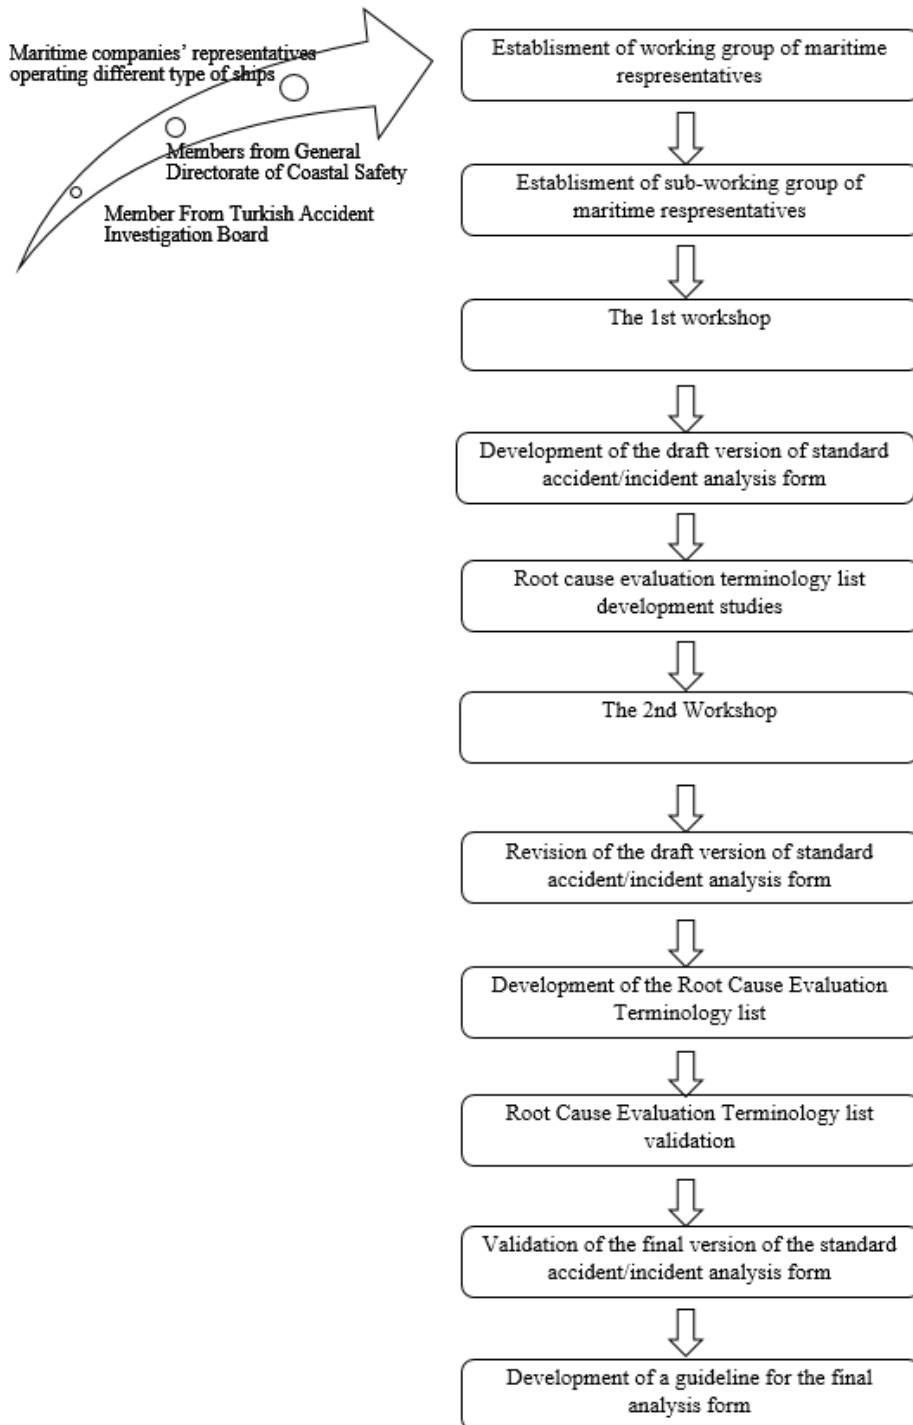 Maritime companies’ representatives
operating different type of ships
Members from General
Directorate of Coastal Safety
Member From Turkish Accident
Investigation Board
Establisment of working group of maritime
respresentatives
Establisment of sub-working group of
maritime respresentatives
The 1st workshop
Development of the draft version of standard
accident/incident analysis form
Root cause evaluation terminology list
development studies
The 2nd Workshop
Revision of the draft version of standard
accident/incident analysis form
Development of the Root Cause Evaluation
Terminology list
Root Cause Evaluation Terminology list
validation
Validation of the final version of the standard
accident/incident analysis form
Development of a guideline for the final
analysis form